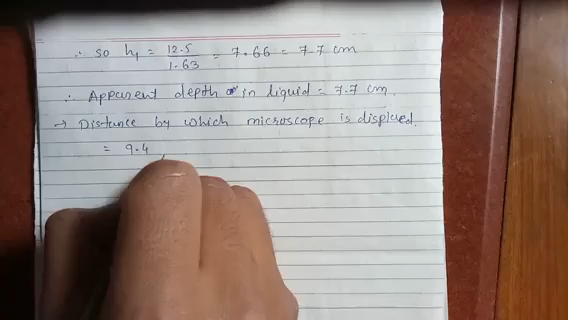 ∴ so h₁ = 12.5/1.63 = 7.66 = 7.7 cm
∴ Apparent depth in liquid = 7.7 cm.
→ Distance by which microscope is displaced.
= 9.4